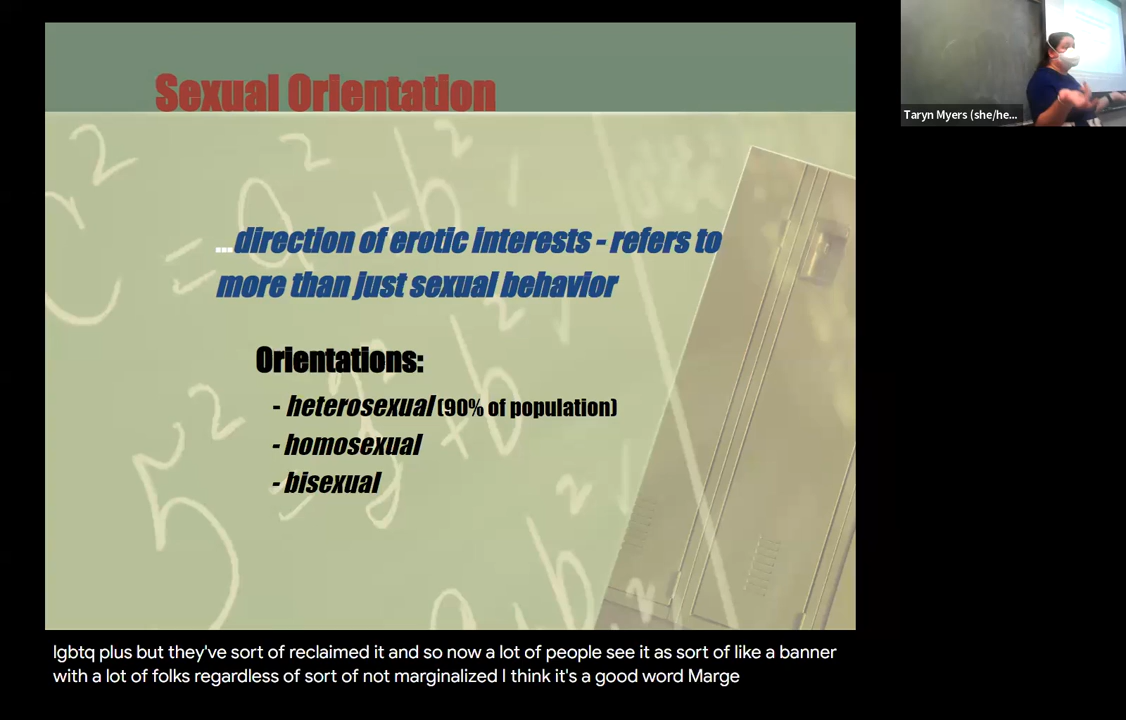 Sexual Orientation
...direction of erotic interests - refers to
more than just sexual behavior
Orientations:
- heterosexual (90% of population)
- homosexual
- bisexual
Taryn Myers (she/he...
lgbtq plus but they've sort of reclaimed it and so now a lot of people see it as sort of like a banner
with a lot of folks regardless of sort of not marginalized I think it's a good word Marge